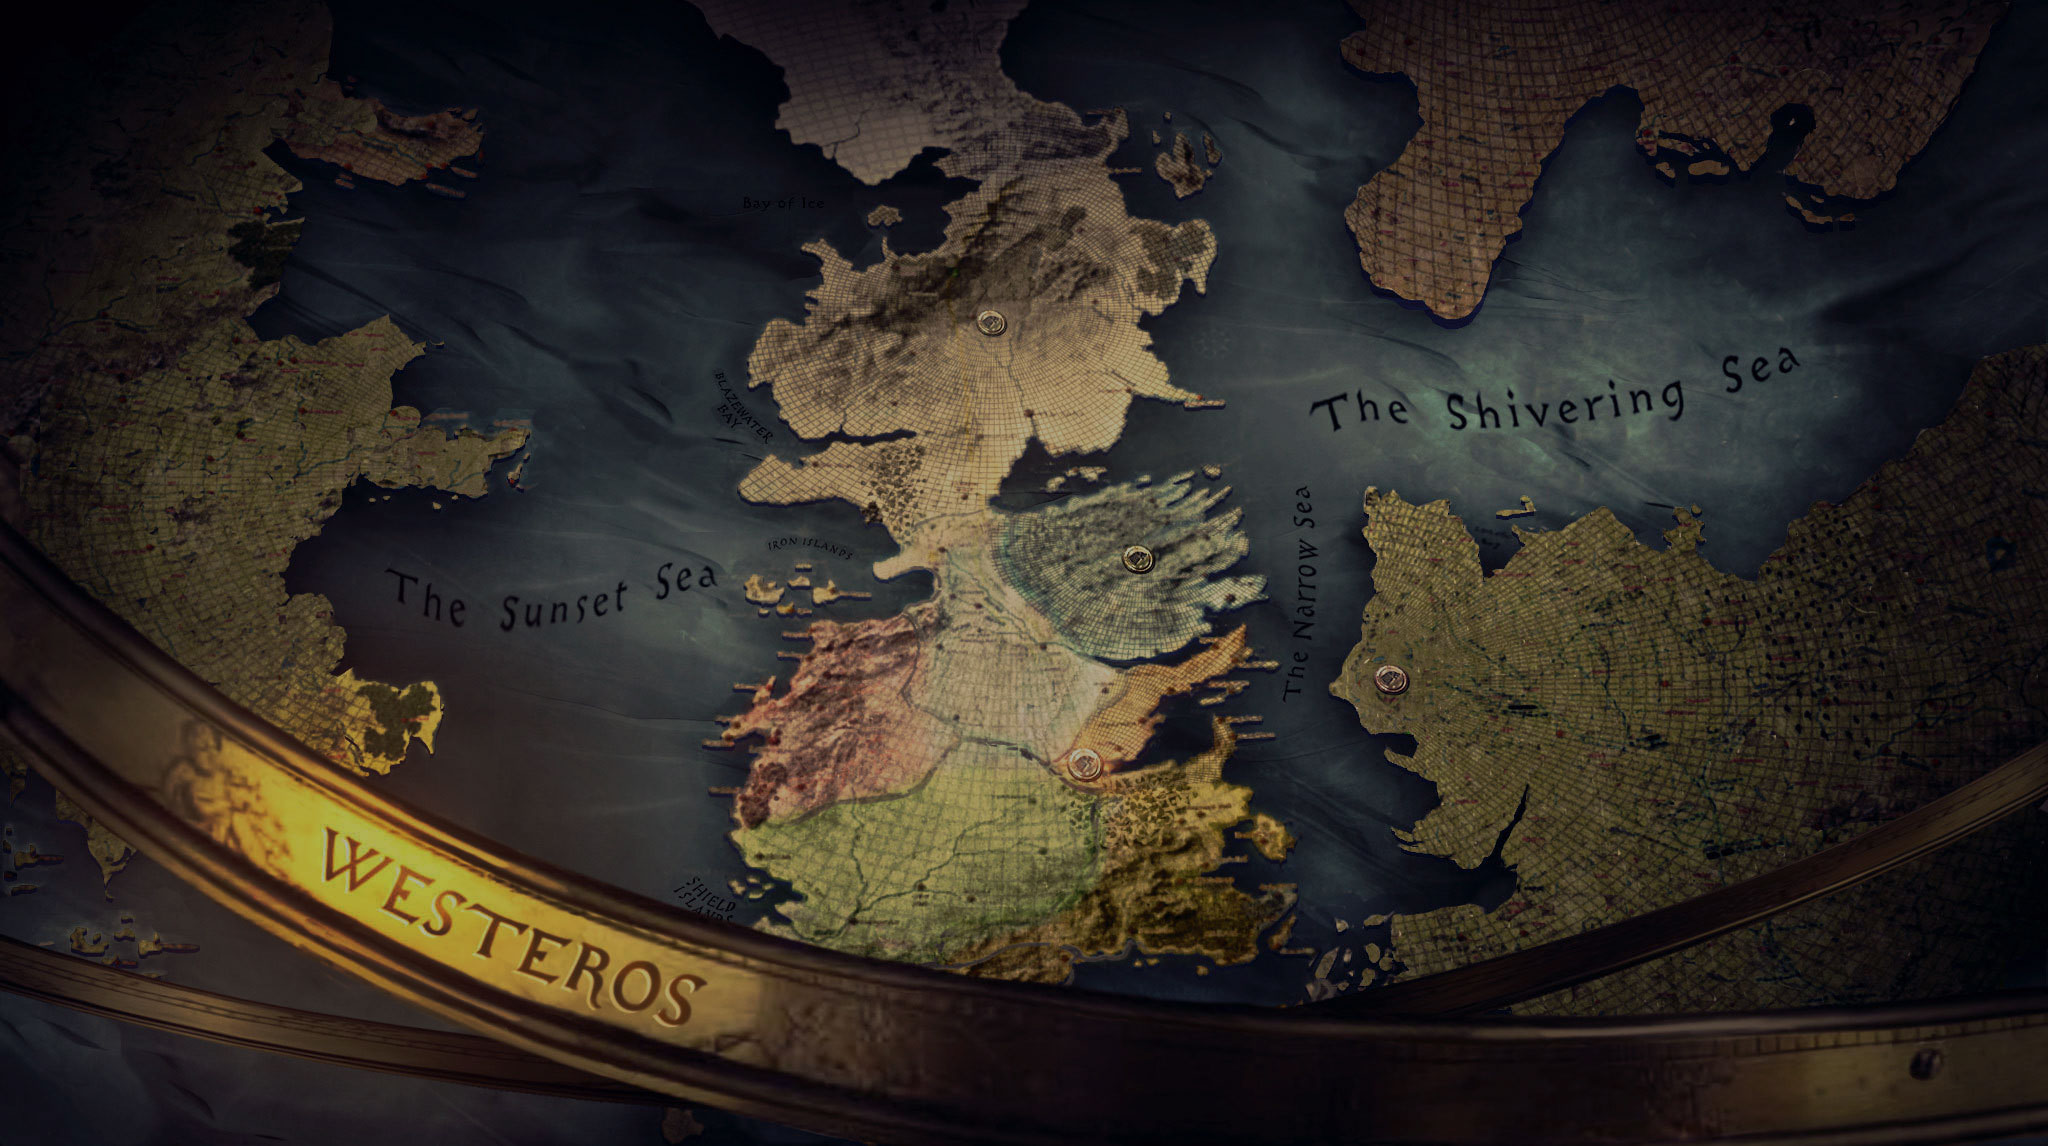 Bay of Ice
The Shivering Sea
BLAZEWATER
BAY
The Narrow Sea
IRON ISLANDS
The Sunset Sea
SHIELD
ISLANDS
WESTEROS